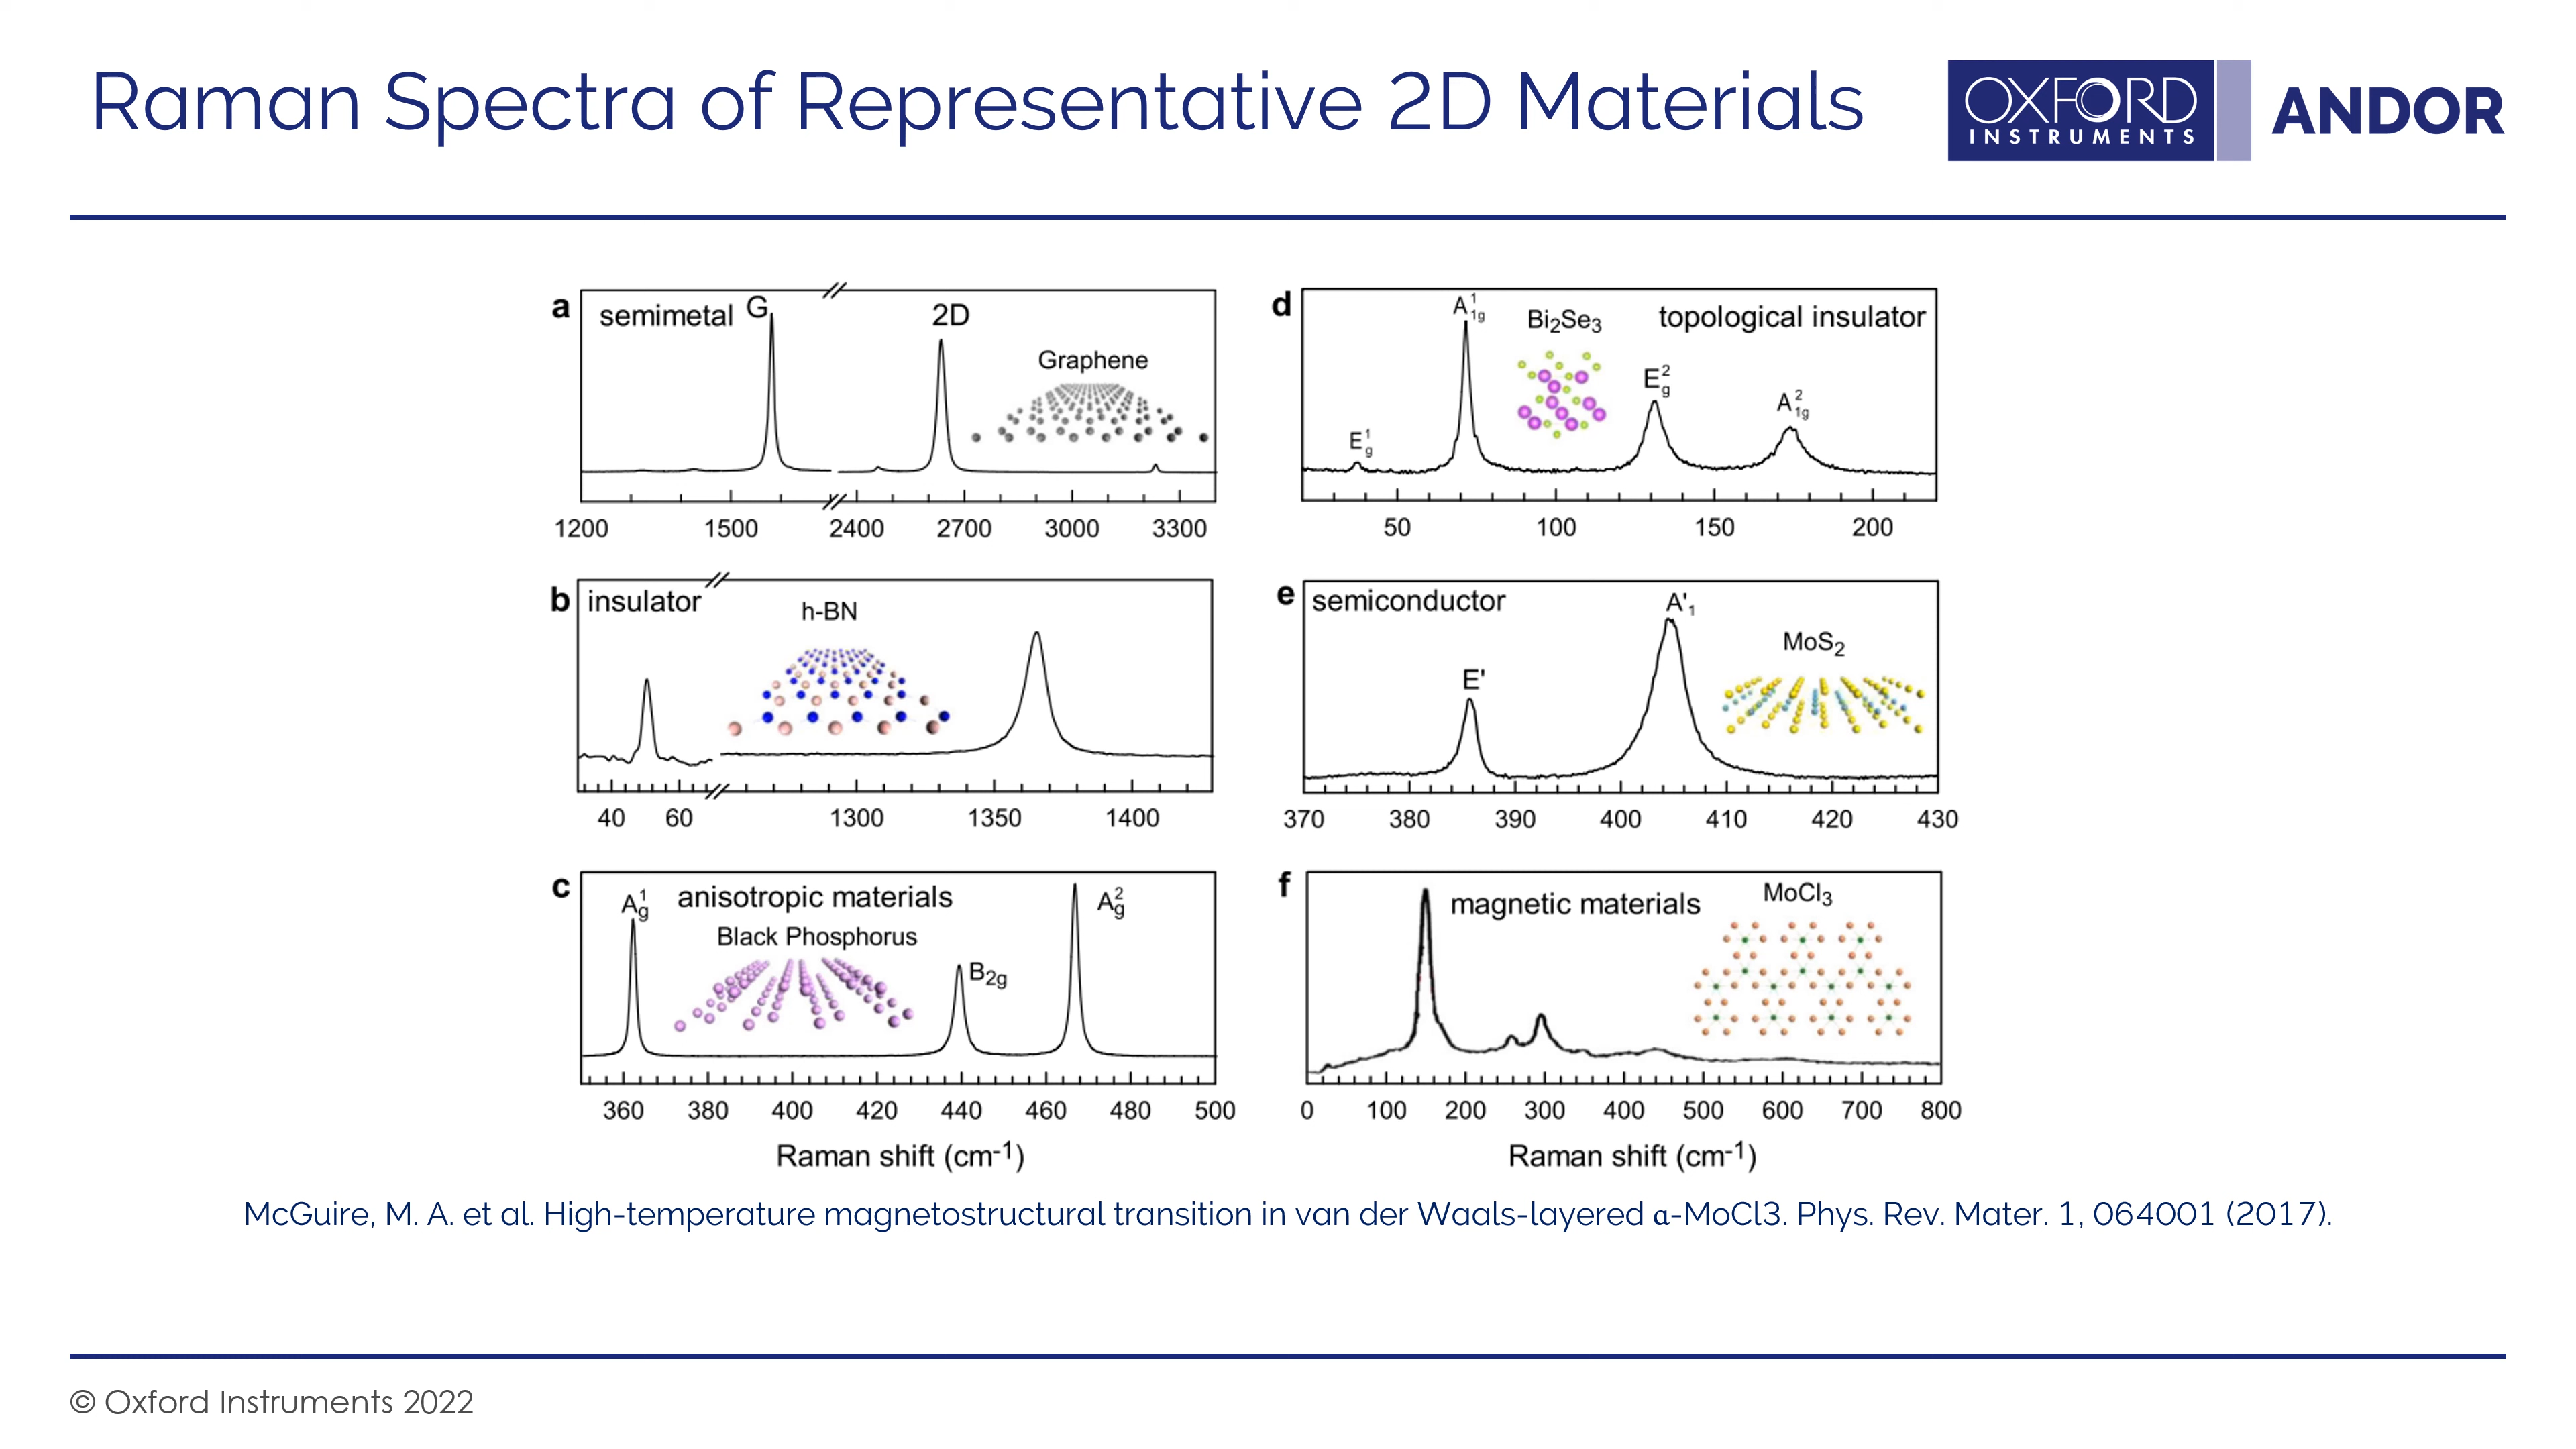 Raman Spectra of Representative 2D Materials
OXFORD
INSTRUMENTS
ANDOR
a
semimetal
G
2D
Graphene
1200 1500 2400 2700 3000 3300
b
insulator
h-BN
40 60 1300 1350 1400
c
A¹g
anisotropic materials
A²g
Black Phosphorus
B₂g
360 380 400 420 440 460 480 500
Raman shift (cm⁻¹)
d
A¹₁g
Bi₂Se₃
topological insulator
E²g
A²₁g
E¹g
50 100 150 200
e
semiconductor
A'₁
MoS₂
E'
370 380 390 400 410 420 430
f
magnetic materials
MoCl₃
0 100 200 300 400 500 600 700 800
Raman shift (cm⁻¹)
McGuire, M. A. et al. High-temperature magnetostructural transition in van der Waals-layered α-MoCl3. Phys. Rev. Mater. 1, 064001 (2017).
© Oxford Instruments 2022